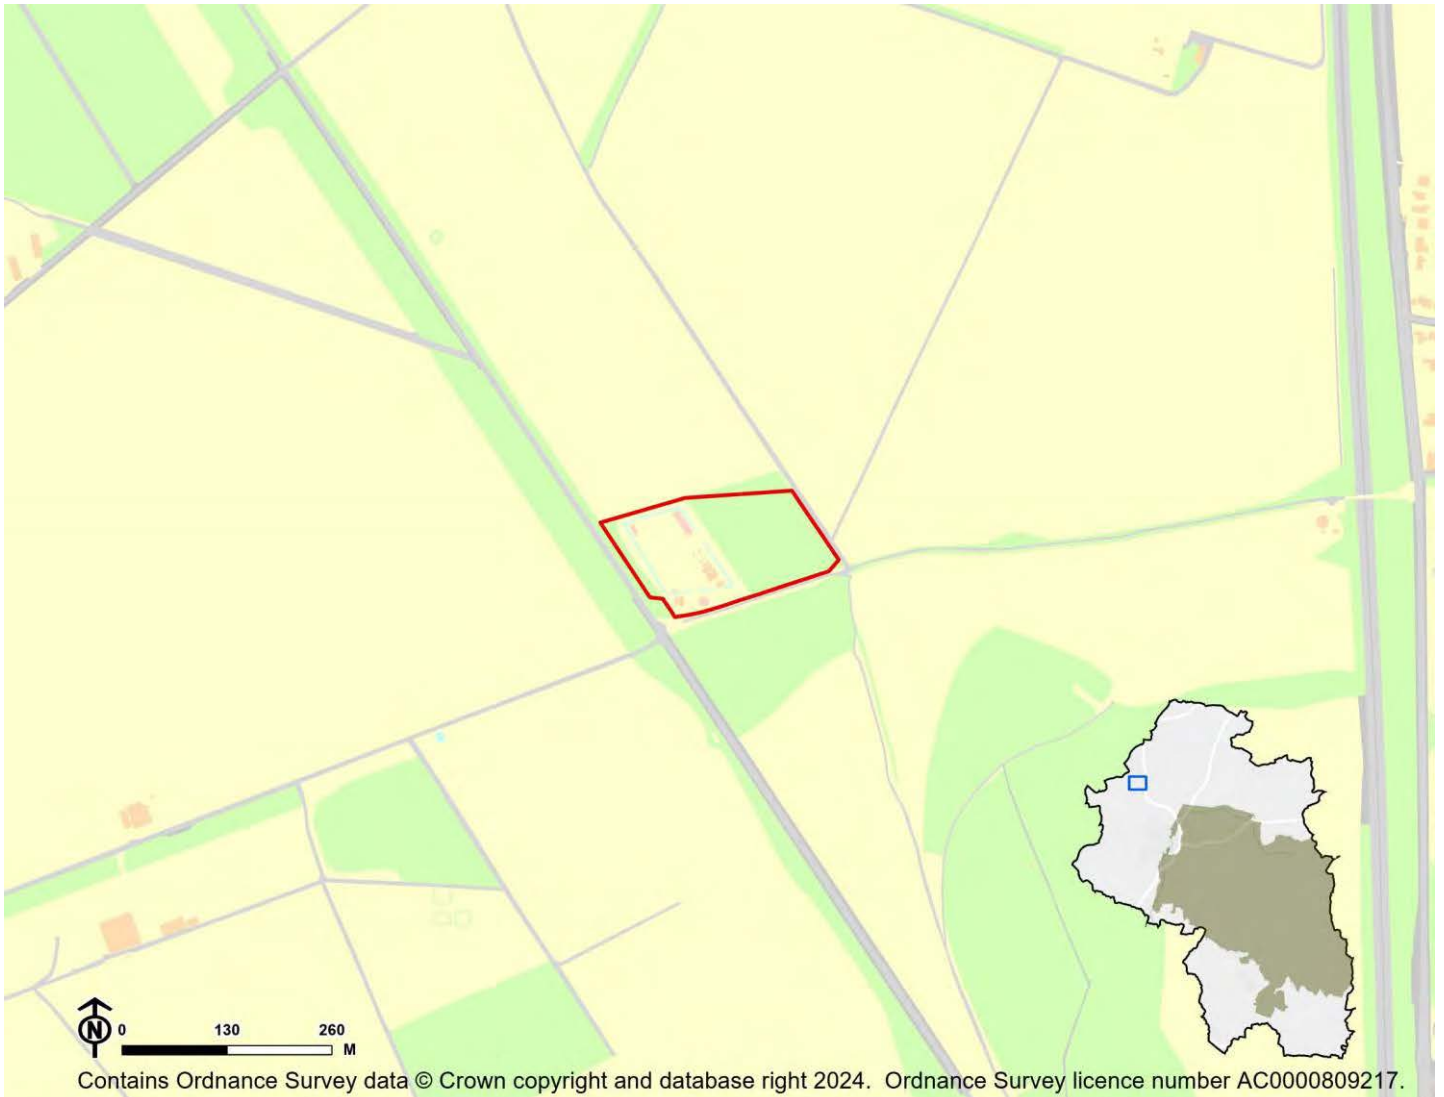 N 0 130 260
M
Contains Ordnance Survey data © Crown copyright and database right 2024. Ordnance Survey licence number AC0000809217.